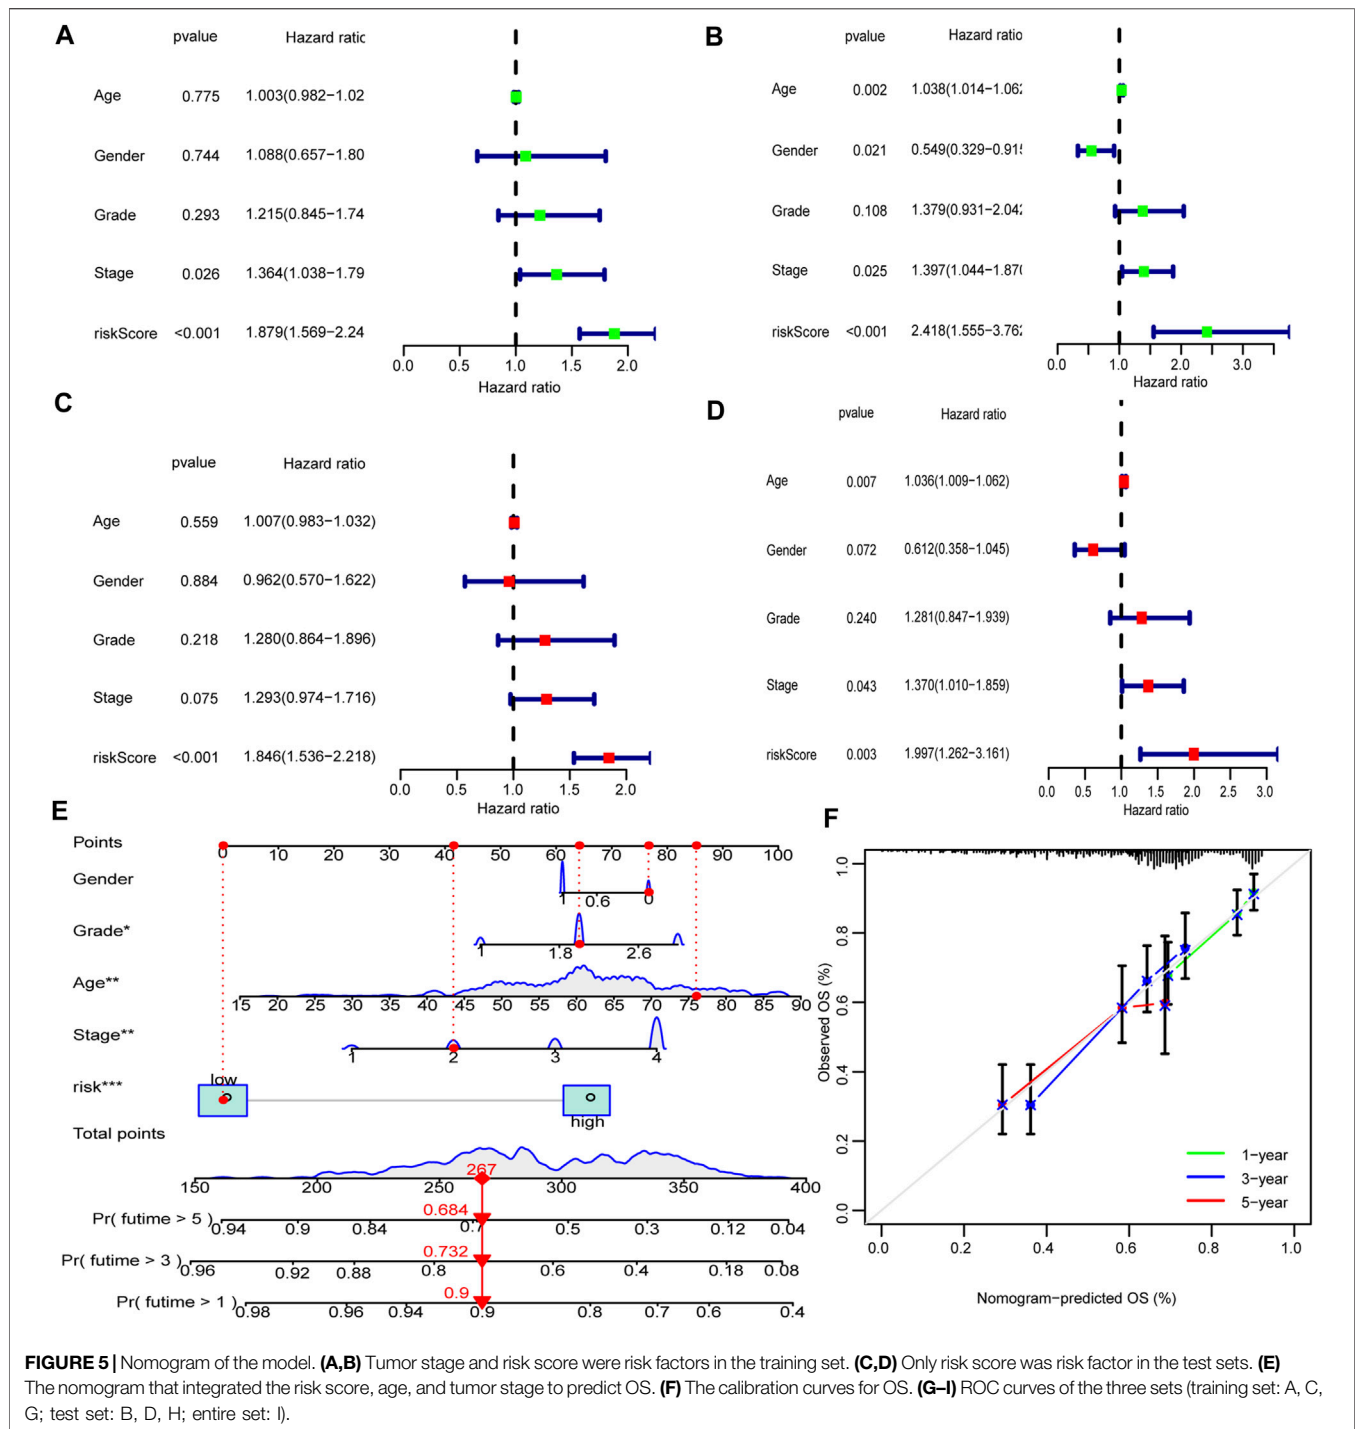 A
pvalue Hazard ratic
Age 0.775 1.003(0.982−1.02
Gender 0.744 1.088(0.657−1.80
Grade 0.293 1.215(0.845−1.74
Stage 0.026 1.364(1.038−1.79
riskScore <0.001 1.879(1.569−2.24
0.0 0.5 1.0 1.5 2.0
Hazard ratio
B
pvalue Hazard ratio
Age 0.002 1.038(1.014−1.06
Gender 0.021 0.549(0.329−0.91
Grade 0.108 1.379(0.931−2.04
Stage 0.025 1.397(1.044−1.87
riskScore <0.001 2.418(1.555−3.76
0.0 1.0 2.0 3.0
Hazard ratio
C
pvalue Hazard ratio
Age 0.559 1.007(0.983−1.032)
Gender 0.884 0.962(0.570−1.622)
Grade 0.218 1.280(0.864−1.896)
Stage 0.075 1.293(0.974−1.716)
riskScore <0.001 1.846(1.536−2.218)
0.0 0.5 1.0 1.5 2.0
Hazard ratio
D
pvalue Hazard ratio
Age 0.007 1.036(1.009−1.062)
Gender 0.072 0.612(0.358−1.045)
Grade 0.240 1.281(0.847−1.939)
Stage 0.043 1.370(1.010−1.859)
riskScore 0.003 1.997(1.262−3.161)
0.0 0.5 1.0 1.5 2.0 2.5 3.0
Hazard ratio
E
Points
0 10 20 30 40 50 60 70 80 90 100
Gender
1 0.6 0
Grade*
1 1.8 2.6
Age**
15 20 25 30 35 40 45 50 55 60 65 70 75 80 85 90
Stage**
1 2 3 4
risk***
low
high
Total points
267
150 200 250 300 350 400
0.684
Pr( futime > 5 )
0.94 0.9 0.84 0.7 0.5 0.3 0.12 0.04
0.732
Pr( futime > 3 )
0.96 0.92 0.88 0.8 0.6 0.4 0.18 0.08
0.9
Pr( futime > 1 )
0.98 0.96 0.94 0.9 0.8 0.7 0.6 0.4
F
Observed OS (%)
1.0
0.8
0.6
0.4
0.2
0.0
1−year
3−year
5−year
0.0 0.2 0.4 0.6 0.8 1.0
Nomogram−predicted OS (%)
FIGURE 5 | Nomogram of the model. (A,B) Tumor stage and risk score were risk factors in the training set. (C,D) Only risk score was risk factor in the test sets. (E)
The nomogram that integrated the risk score, age, and tumor stage to predict OS. (F) The calibration curves for OS. (G–I) ROC curves of the three sets (training set: A, C,
G; test set: B, D, H; entire set: I).